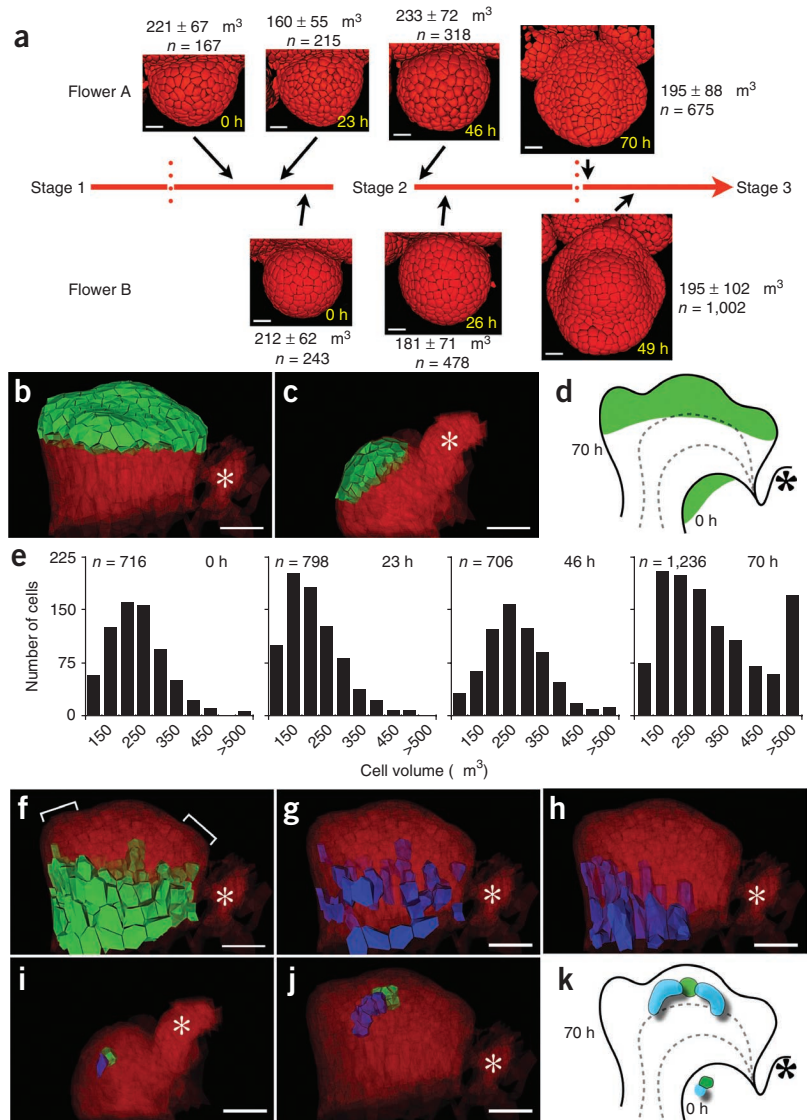 a
221 ± 67 m³
n = 167
160 ± 55 m³
n = 215
233 ± 72 m³
n = 318
Flower A
0 h
23 h
46 h
70 h
195 ± 88 m³
n = 675
Stage 1
Stage 2
Stage 3
Flower B
0 h
26 h
49 h
212 ± 62 m³
n = 243
181 ± 71 m³
n = 478
195 ± 102 m³
n = 1,002
b
*
c
*
d
70 h
0 h
*
e
Number of cells
225
150
75
0
n = 716 0 h
n = 798 23 h
n = 706 46 h
n = 1,236 70 h
150 250 350 450 >500
150 250 350 450 >500
150 250 350 450 >500
150 250 350 450 >500
Cell volume ( m³)
f
*
g
*
h
*
i
*
j
*
k
70 h
0 h
*